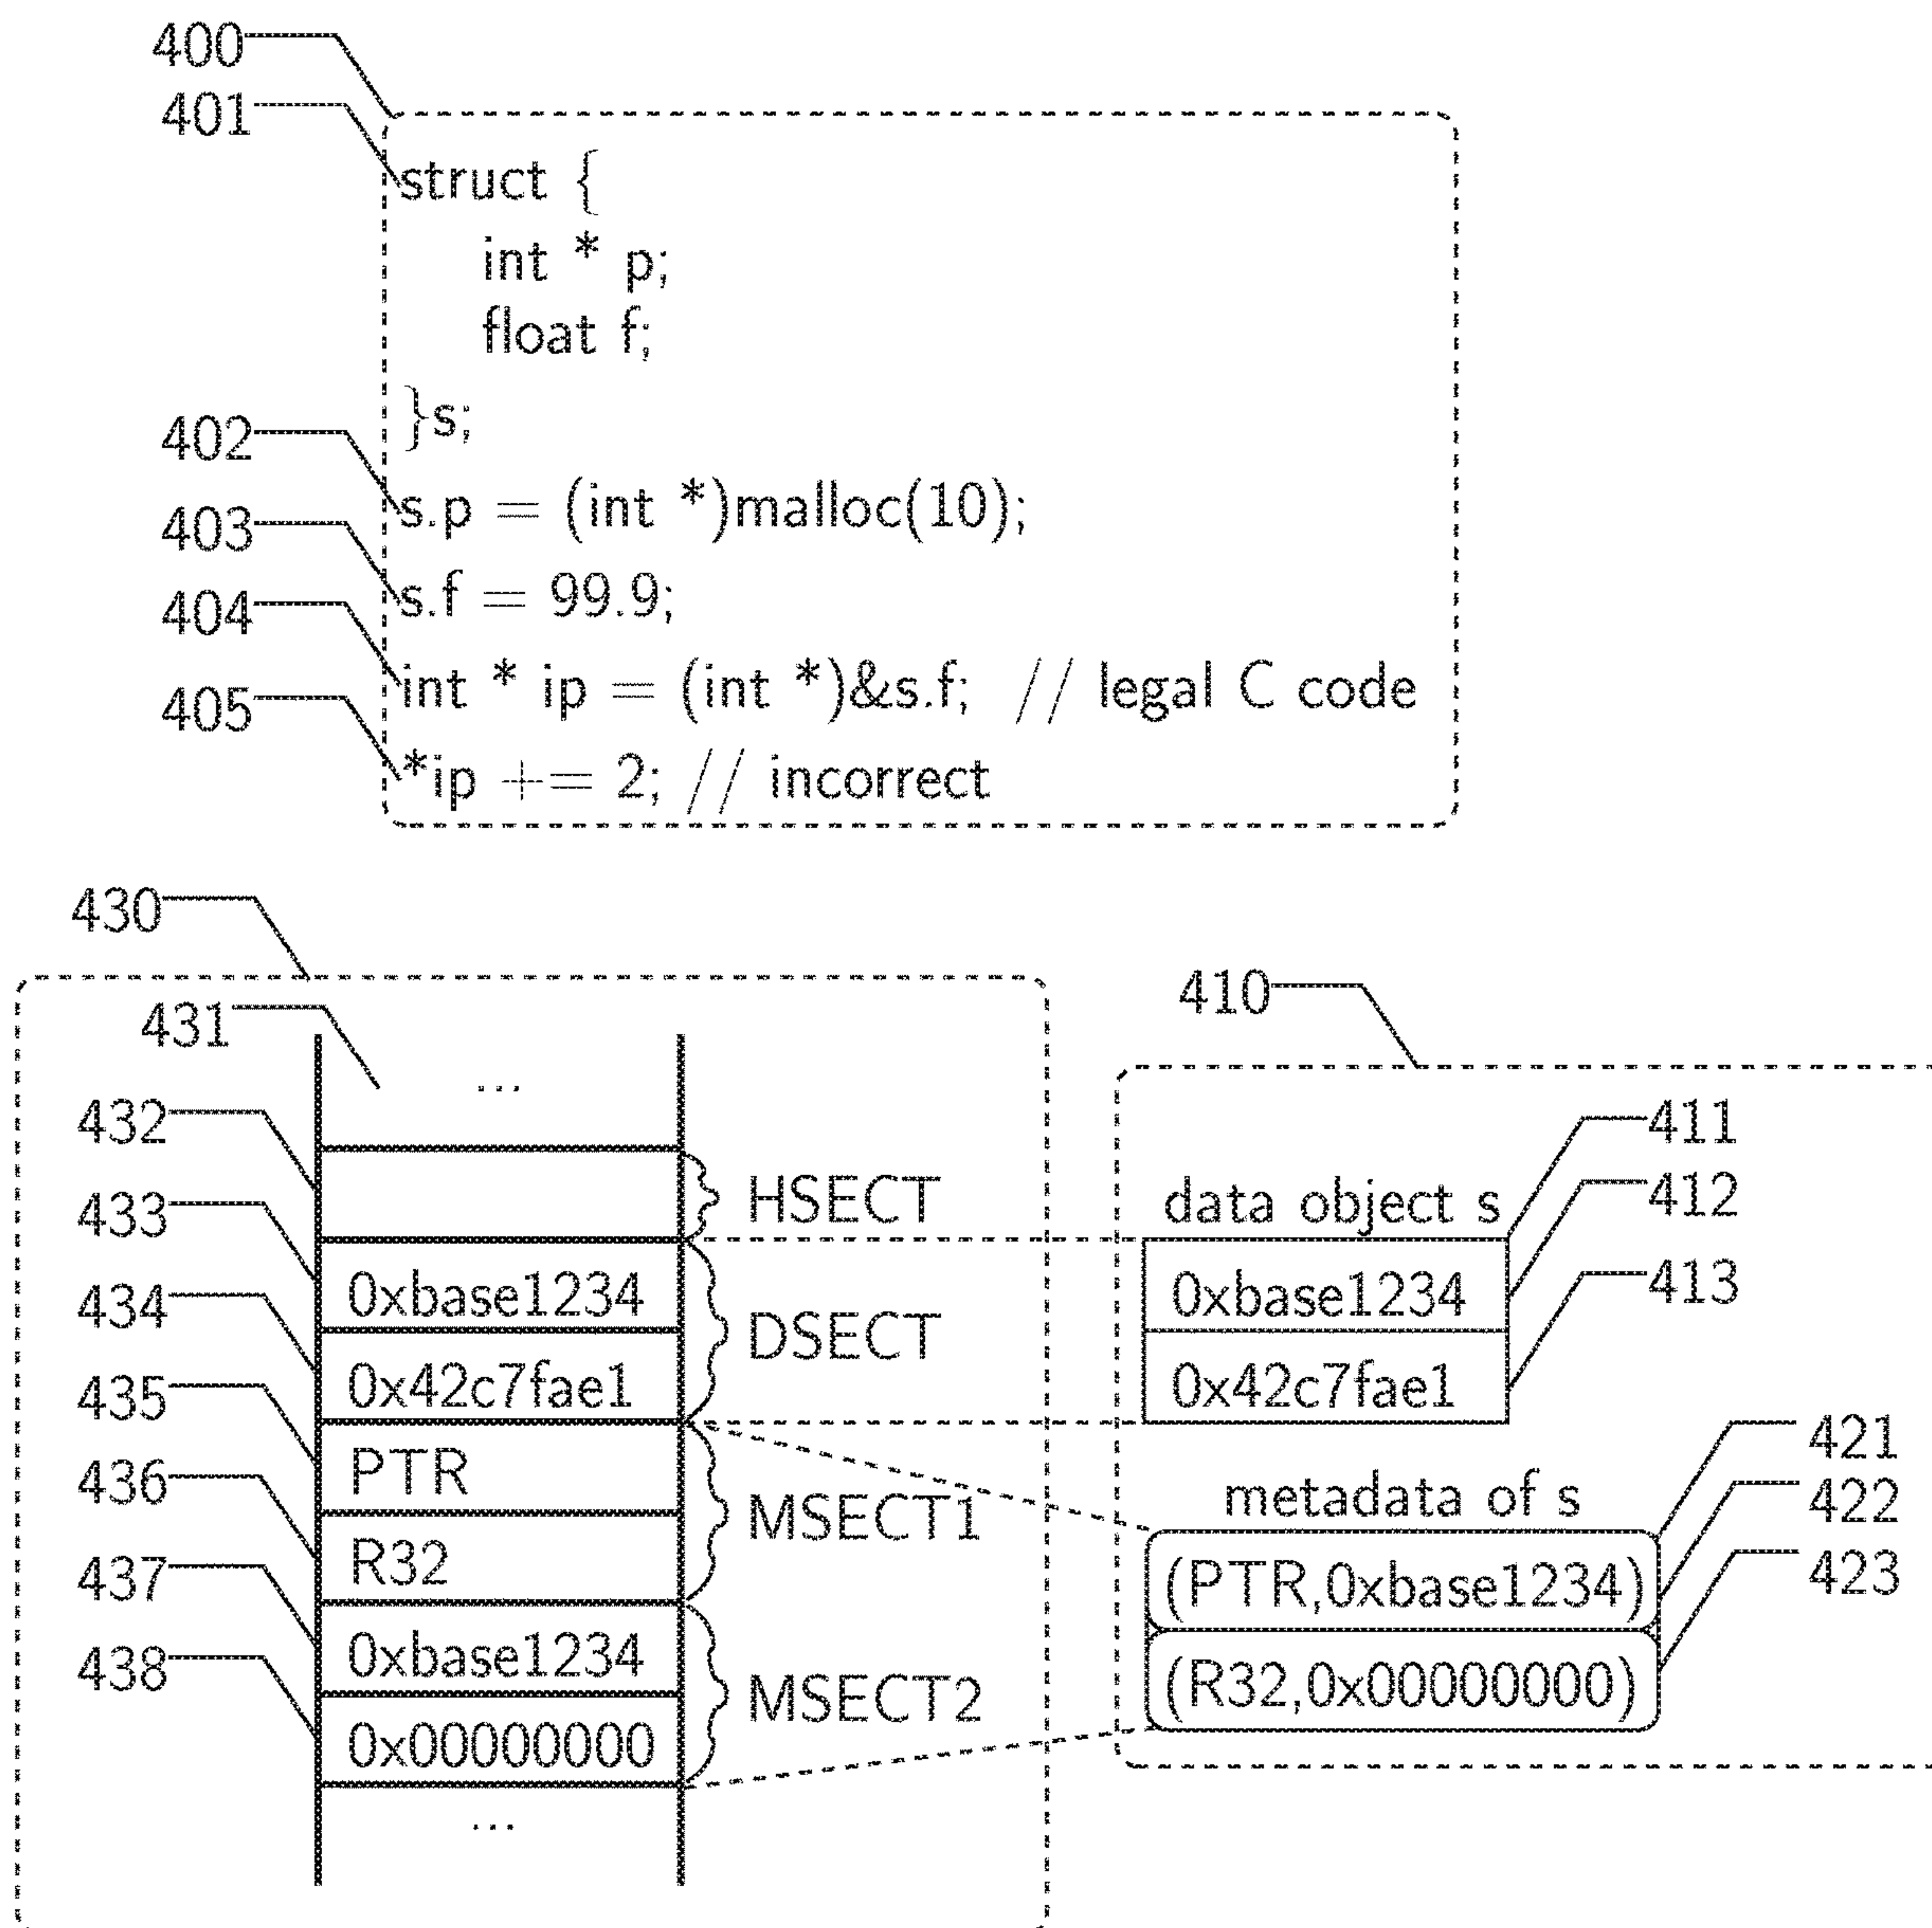 400
401
struct {
int * p;
float f;
}s;
402
s.p = (int *)malloc(10);
403
s.f = 99.9;
404
int * ip = (int *)&s.f; // legal C code
405
*ip += 2; // incorrect
430
431
...
432
HSECT
433
0xbase1234
434
0x42c7fae1
DSECT
435
PTR
436
R32
MSECT1
437
0xbase1234
438
0x00000000
MSECT2
...
410
411
data object s
412
0xbase1234
413
0x42c7fae1
421
metadata of s
422
(PTR,0xbase1234)
423
(R32,0x00000000)